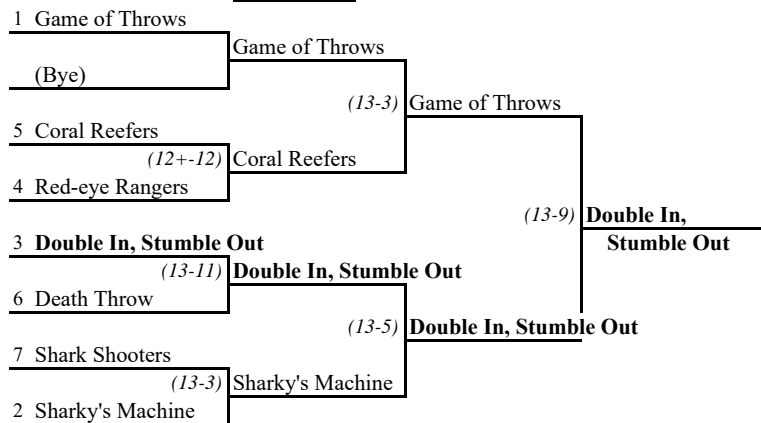 1 Game of Throws
Game of Throws
(Bye)
(13-3) Game of Throws
5 Coral Reefers
(12+-12) Coral Reefers
4 Red-eye Rangers
(13-9) Double In,
Stumble Out
3 Double In, Stumble Out
(13-11) Double In, Stumble Out
6 Death Throw
(13-5) Double In, Stumble Out
7 Shark Shooters
(13-3) Sharky's Machine
2 Sharky's Machine